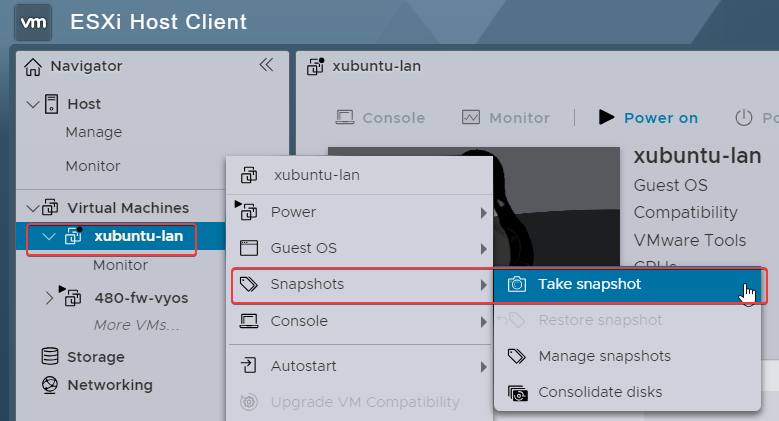 vm ESXi Host Client
Navigator
xubuntu-lan
Host
Manage
Monitor
Console
Monitor
Power on
xubuntu-lan
Guest OS
Compatibility
VMware Tools
Virtual Machines
xubuntu-lan
Monitor
480-fw-vyos
More VMs...
Storage
Networking
xubuntu-lan
Power
Guest OS
Snapshots
Console
Autostart
Upgrade VM Compatibility
Take snapshot
Restore snapshot
Manage snapshots
Consolidate disks